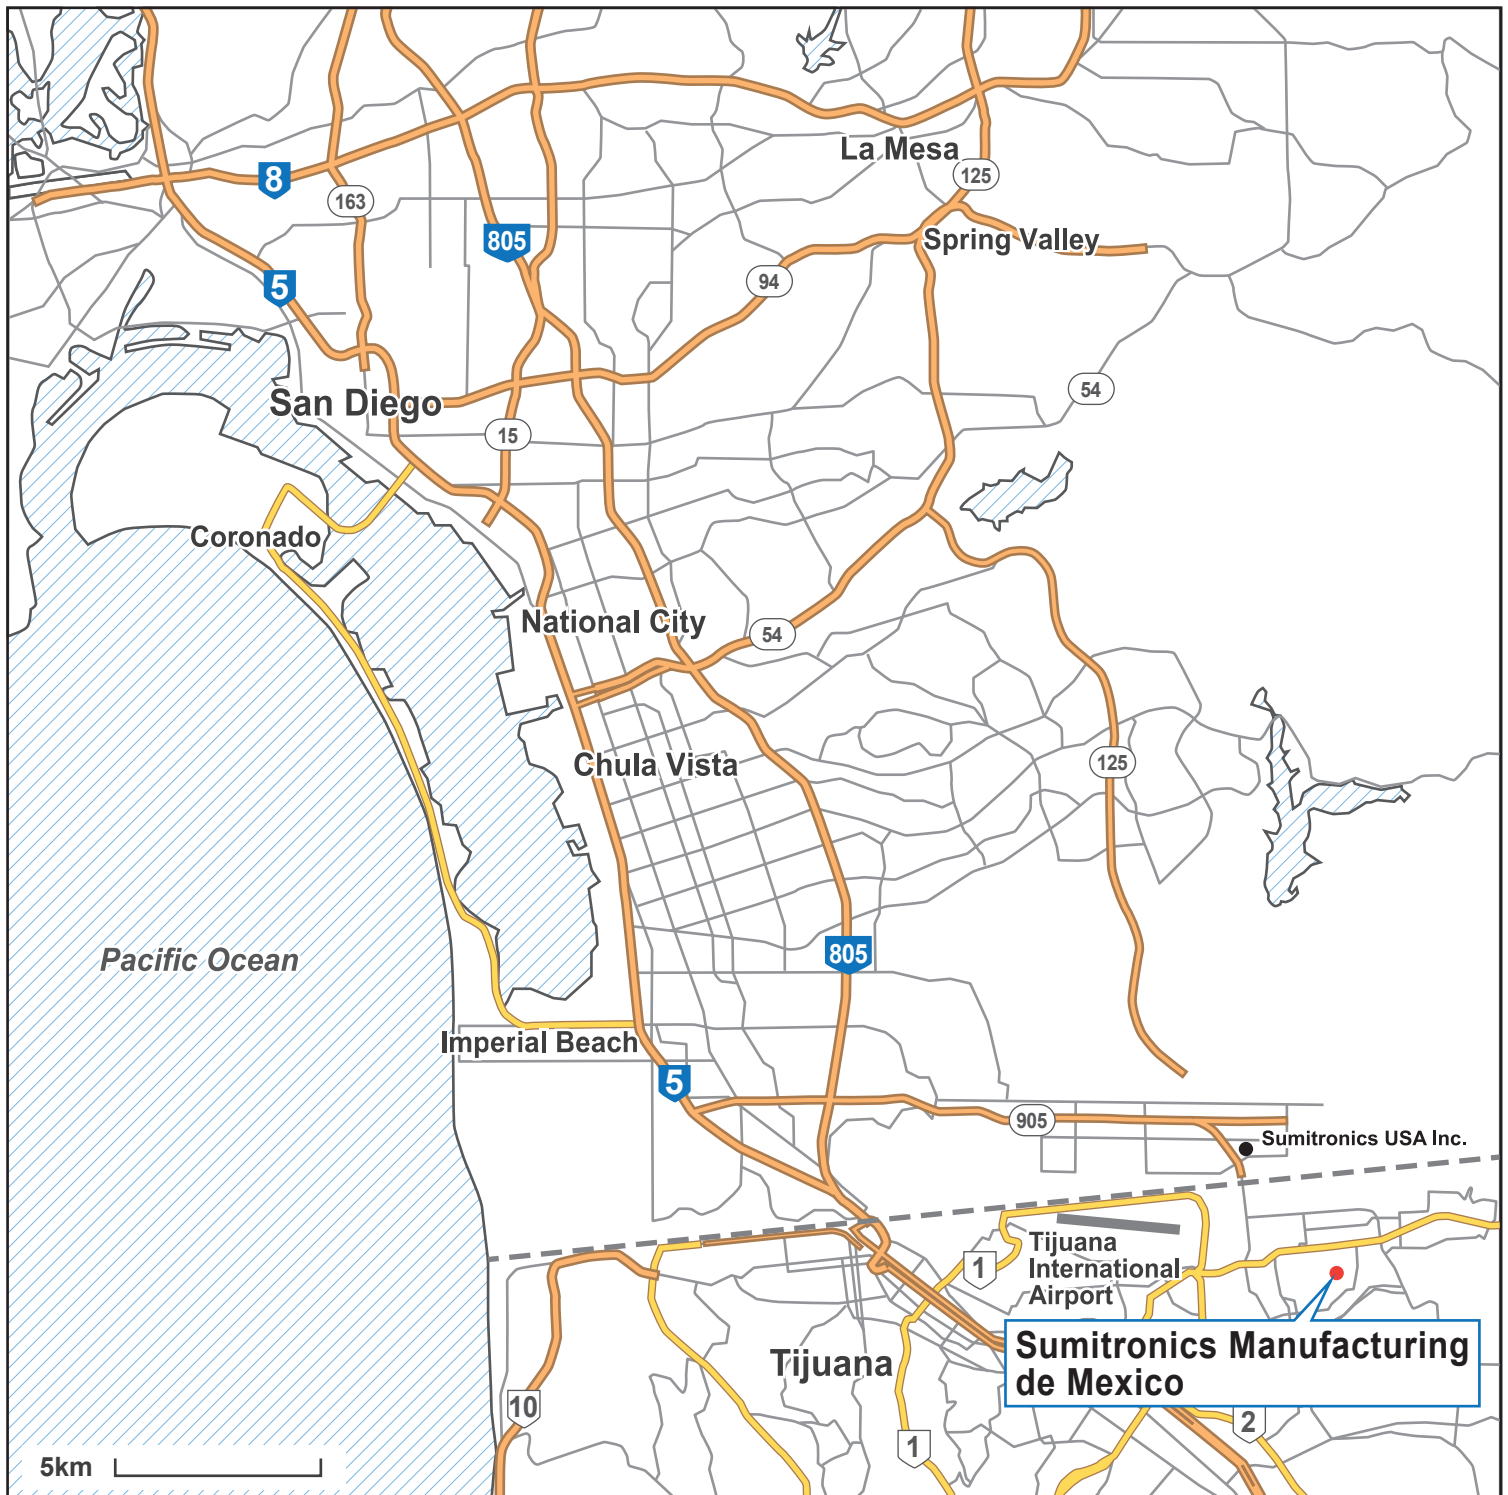 La Mesa
125
8
163
805
Spring Valley
94
5
54
San Diego
15
Coronado
National City
54
Chula Vista
125
Pacific Ocean
805
Imperial Beach
5
905
Sumitronics USA Inc.
Tijuana
International
Airport
1
Sumitronics Manufacturing
de Mexico
Tijuana
10
2
1
5km